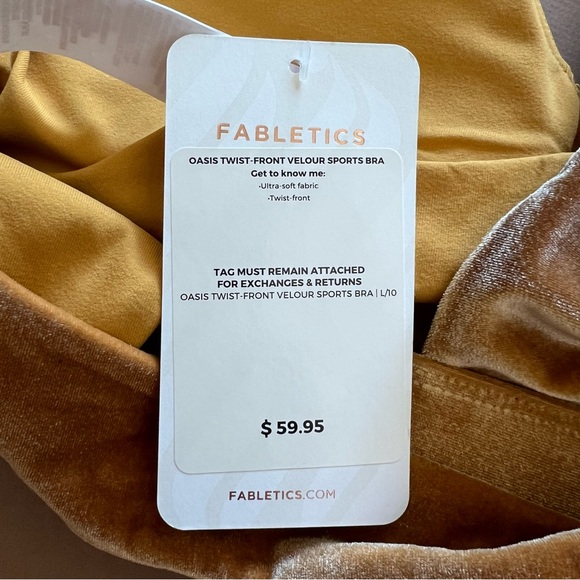 FABLETICS
OASIS TWIST-FRONT VELOUR SPORTS BRA
Get to know me:
•Ultra-soft fabric
•Twist-front
TAG MUST REMAIN ATTACHED
FOR EXCHANGES & RETURNS
OASIS TWIST-FRONT VELOUR SPORTS BRA | L/10
$ 59.95
FABLETICS.COM